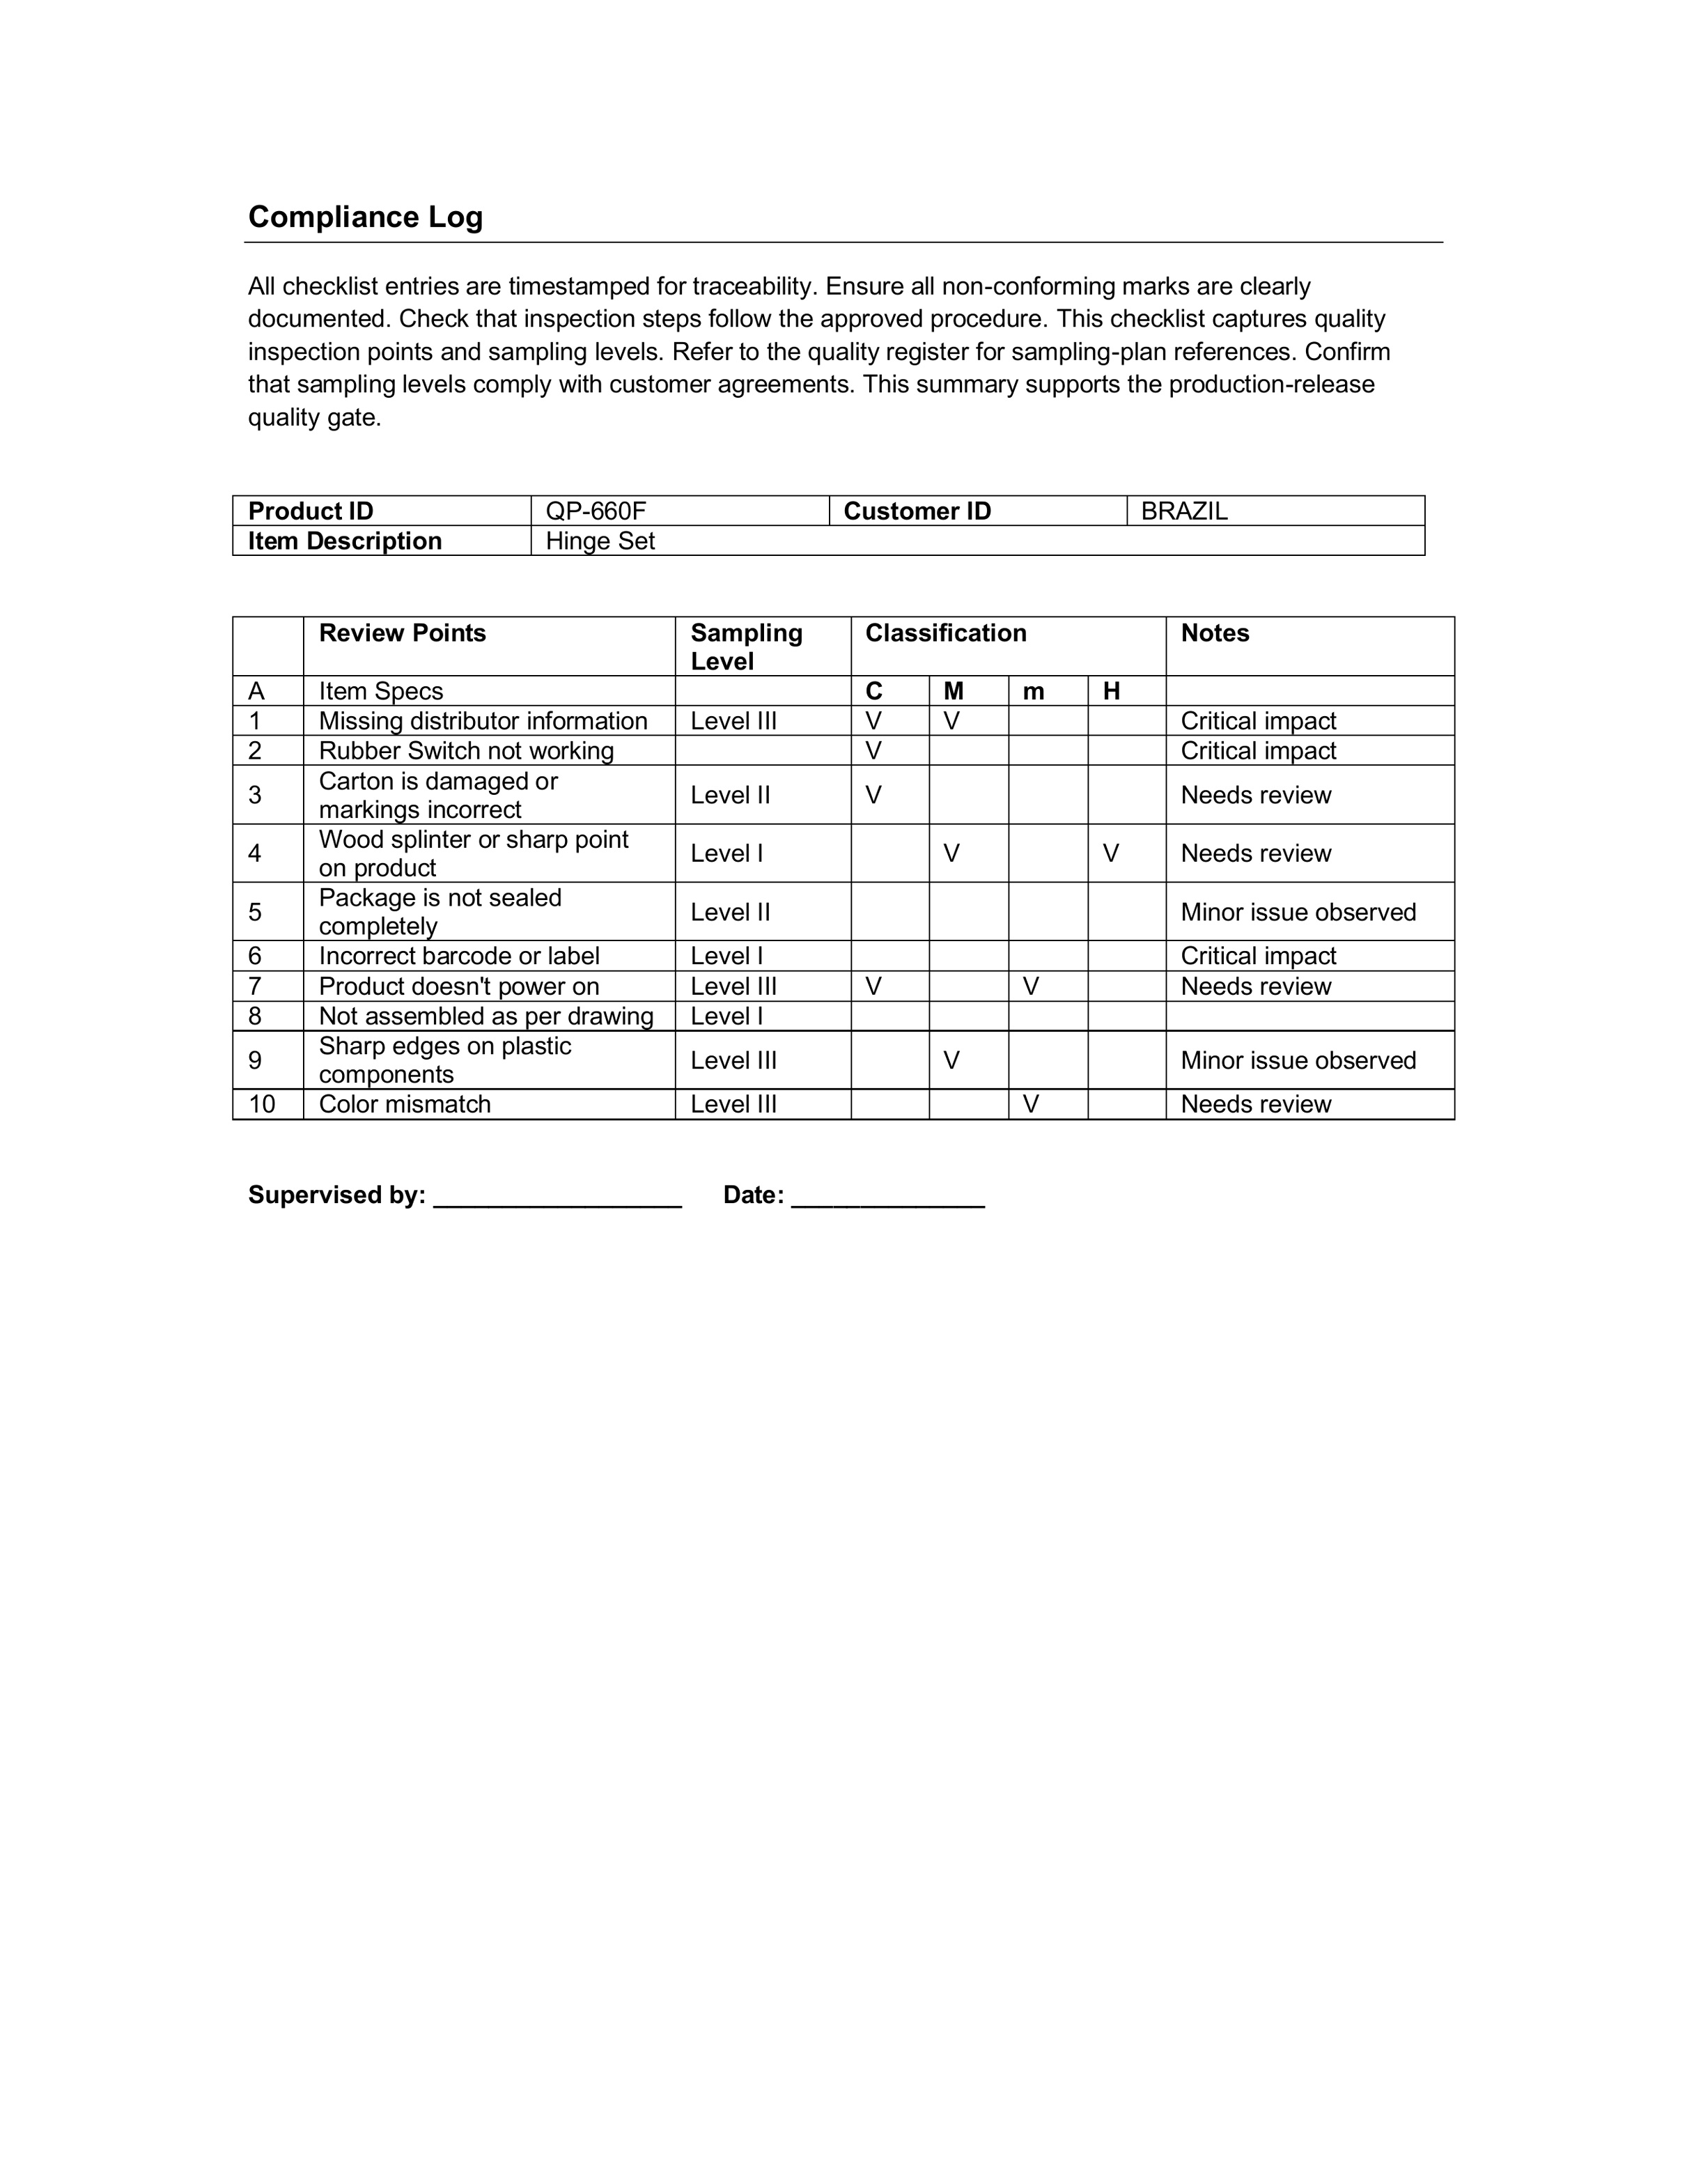 Compliance Log
All checklist entries are timestamped for traceability. Ensure all non-conforming marks are clearly
documented. Check that inspection steps follow the approved procedure. This checklist captures quality
inspection points and sampling levels. Refer to the quality register for sampling-plan references. Confirm
that sampling levels comply with customer agreements. This summary supports the production-release
quality gate.
Product ID QP-660F Customer ID BRAZIL
Item Description Hinge Set
Review Points Sampling Classification Notes
Level
A Item Specs C M m H
1 Missing distributor information Level III V V Critical impact
2 Rubber Switch not working V Critical impact
3 Carton is damaged or
markings incorrect Level II V Needs review
4 Wood splinter or sharp point
on product Level I V V Needs review
5 Package is not sealed
completely Level II Minor issue observed
6 Incorrect barcode or label Level I Critical impact
7 Product doesn't power on Level III V V Needs review
8 Not assembled as per drawing Level I
9 Sharp edges on plastic
components Level III V Minor issue observed
10 Color mismatch Level III V Needs review
Supervised by: __________________ Date: ______________